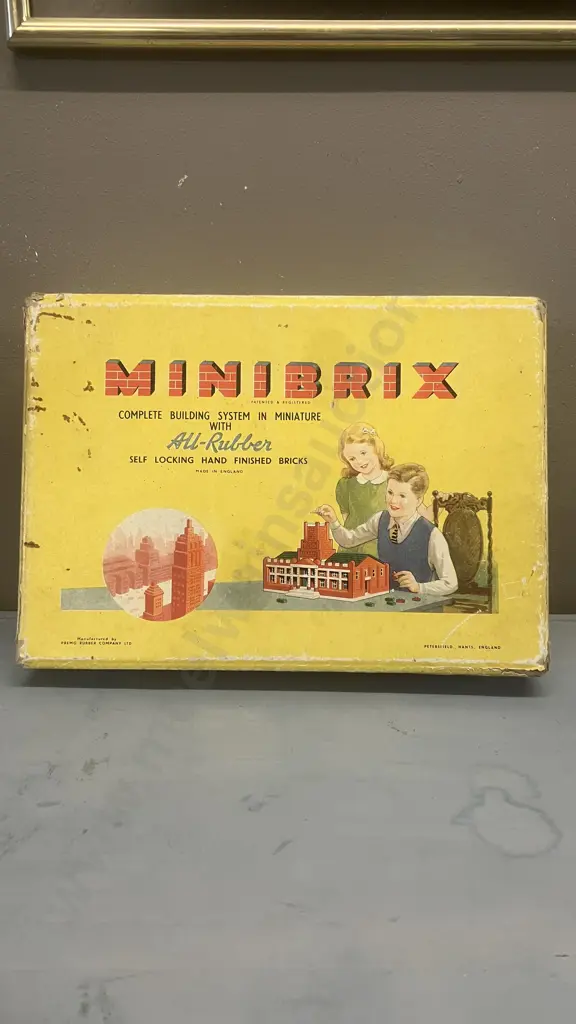 MINIBRIX
PATENTED & REGISTERED
COMPLETE BUILDING SYSTEM IN MINIATURE
WITH
All-Rubber
SELF LOCKING HAND FINISHED BRICKS
MADE IN ENGLAND
Manufactured by
PREMO RUBBER COMPANY LTD
PETERSFIELD, HANTS, ENGLAND